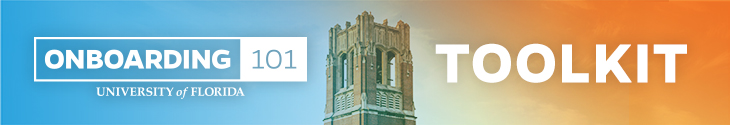 ONBOARDING 101
UNIVERSITY of FLORIDA
TOOLKIT